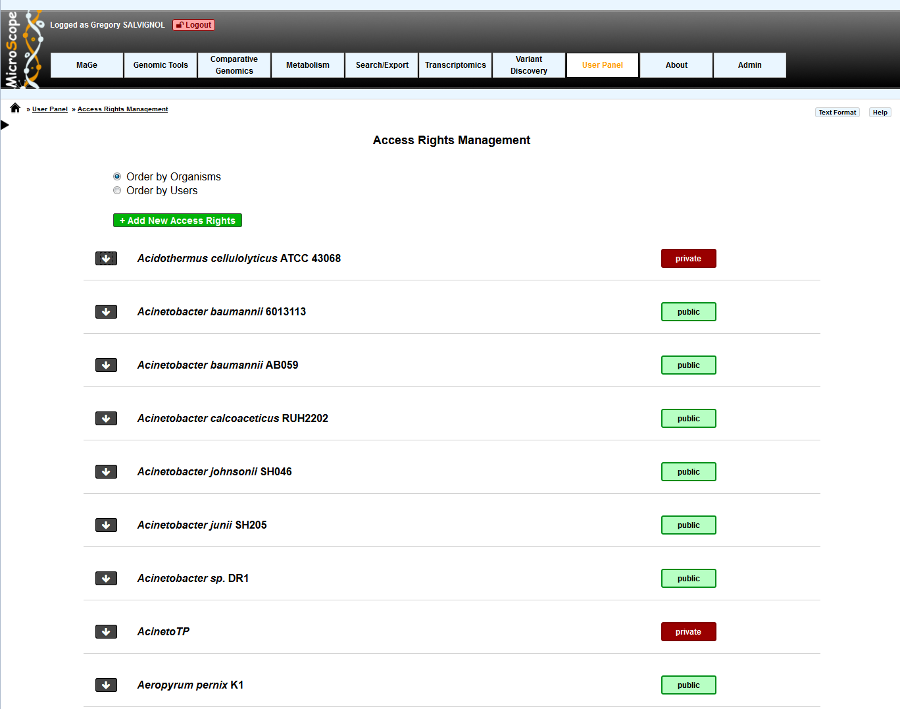 MicroScope
Logged as Gregory SALVIGNOL Logout
MaGe
Genomic Tools
Comparative
Genomics
Metabolism
Search/Export
Transcriptomics
Variant
Discovery
User Panel
About
Admin
» User Panel » Access Rights Management
Text Format
Help
Access Rights Management
Order by Organisms
Order by Users
+ Add New Access Rights
Acidothermus cellulolyticus ATCC 43068 private
Acinetobacter baumannii 6013113 public
Acinetobacter baumannii AB059 public
Acinetobacter calcoaceticus RUH2202 public
Acinetobacter johnsonii SH046 public
Acinetobacter junii SH205 public
Acinetobacter sp. DR1 public
AcinetoTP private
Aeropyrum pernix K1 public